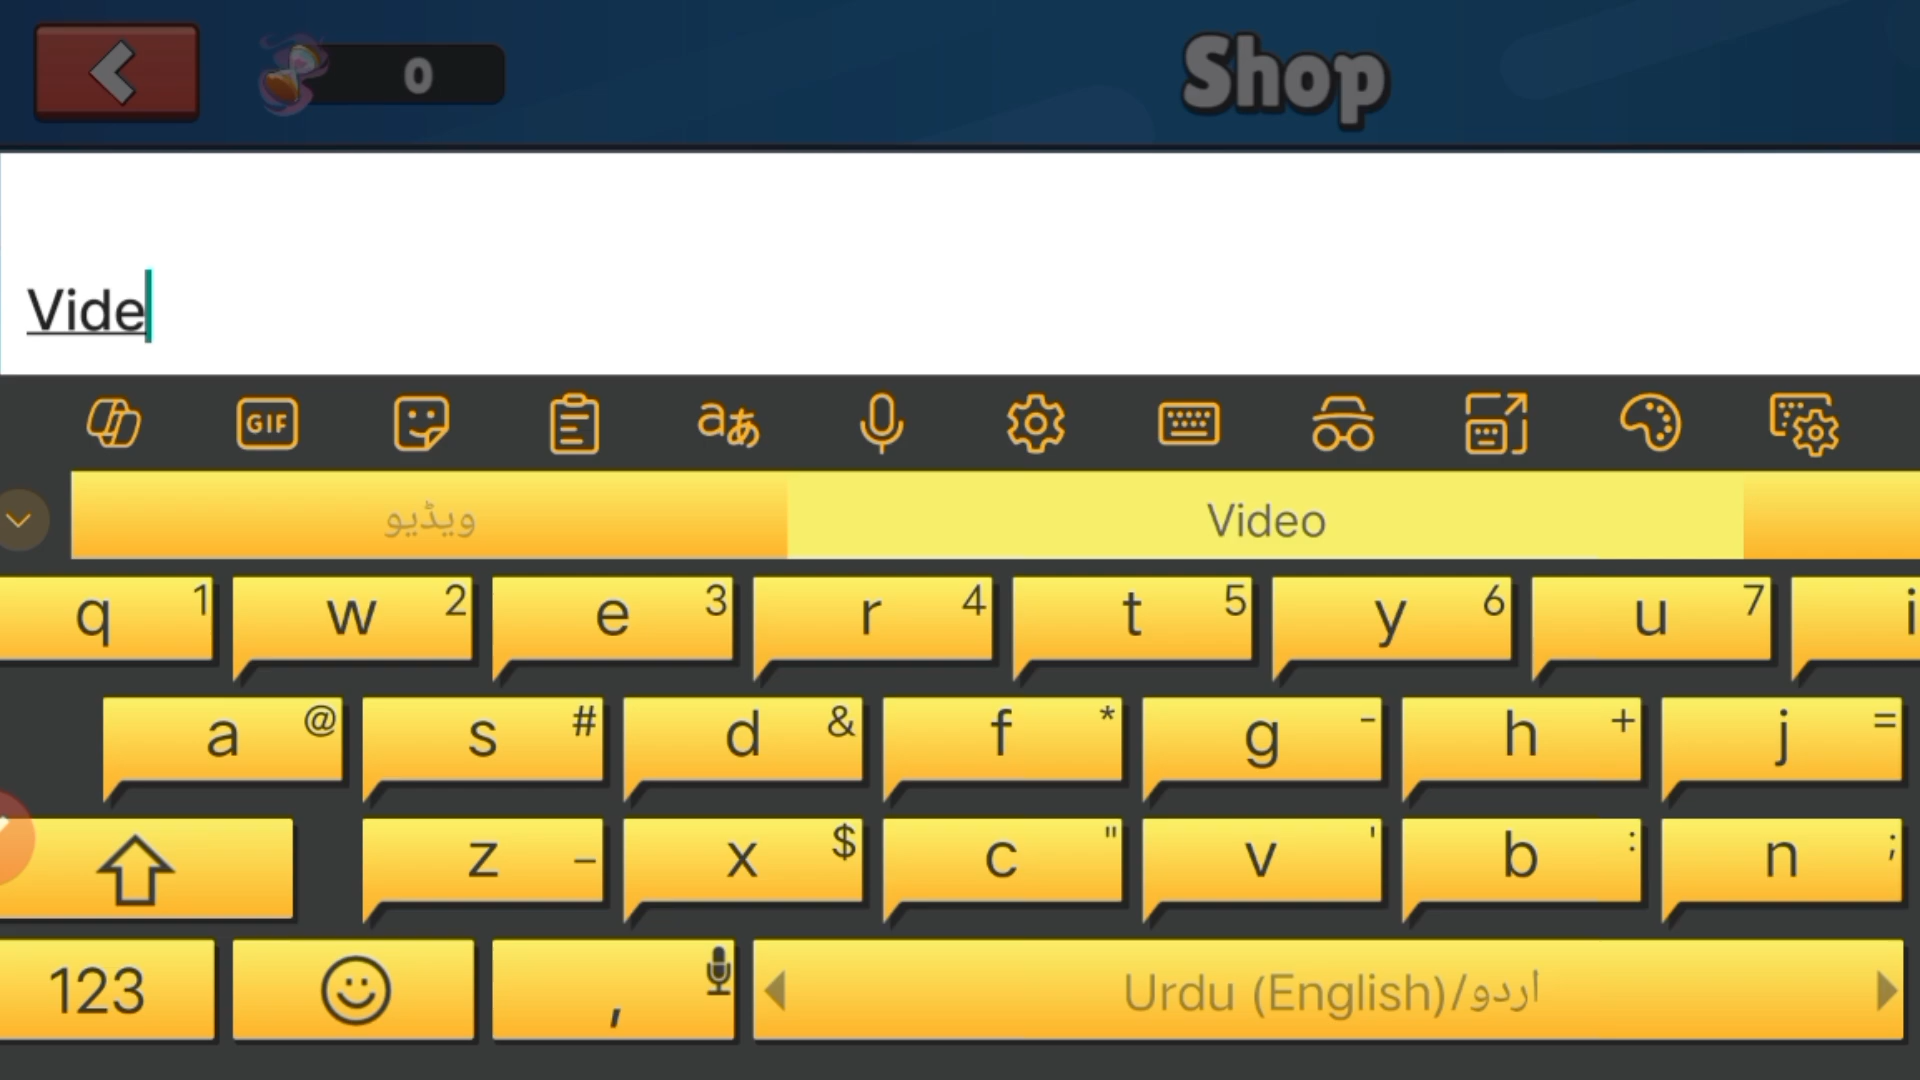 0
Shop
Vide
GIF
aあ
ویڈیو
Video
q 1 w 2 e 3 r 4 t 5 y 6 u 7 i
a @ s # d & f * g - h + j =
z _ x $ c " v ' b : n ;
123 , Urdu (English)/اردو